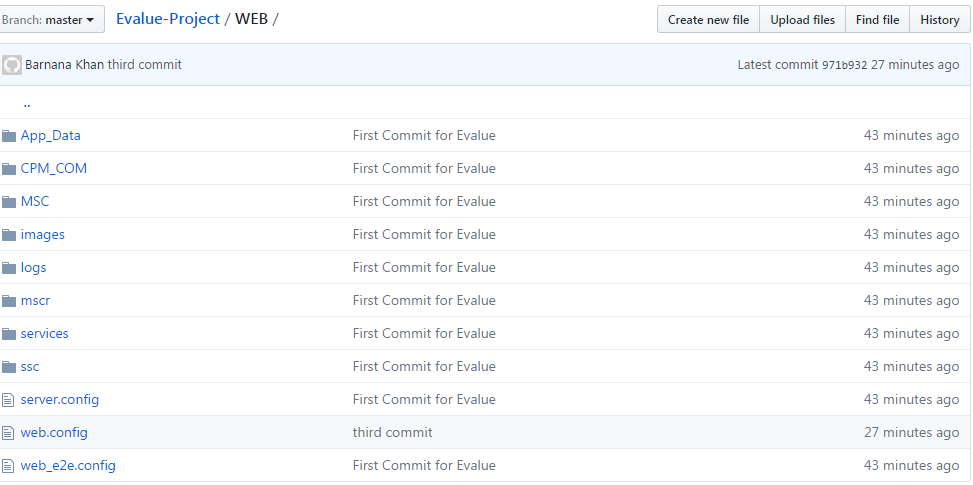 Branch: master Evalue-Project / WEB / Create new file Upload files Find file History
Barnana Khan third commit Latest commit 971b932 27 minutes ago
..
App_Data First Commit for Evalue 43 minutes ago
CPM_COM First Commit for Evalue 43 minutes ago
MSC First Commit for Evalue 43 minutes ago
images First Commit for Evalue 43 minutes ago
logs First Commit for Evalue 43 minutes ago
mscr First Commit for Evalue 43 minutes ago
services First Commit for Evalue 43 minutes ago
ssc First Commit for Evalue 43 minutes ago
server.config First Commit for Evalue 43 minutes ago
web.config third commit 27 minutes ago
web_e2e.config First Commit for Evalue 43 minutes ago